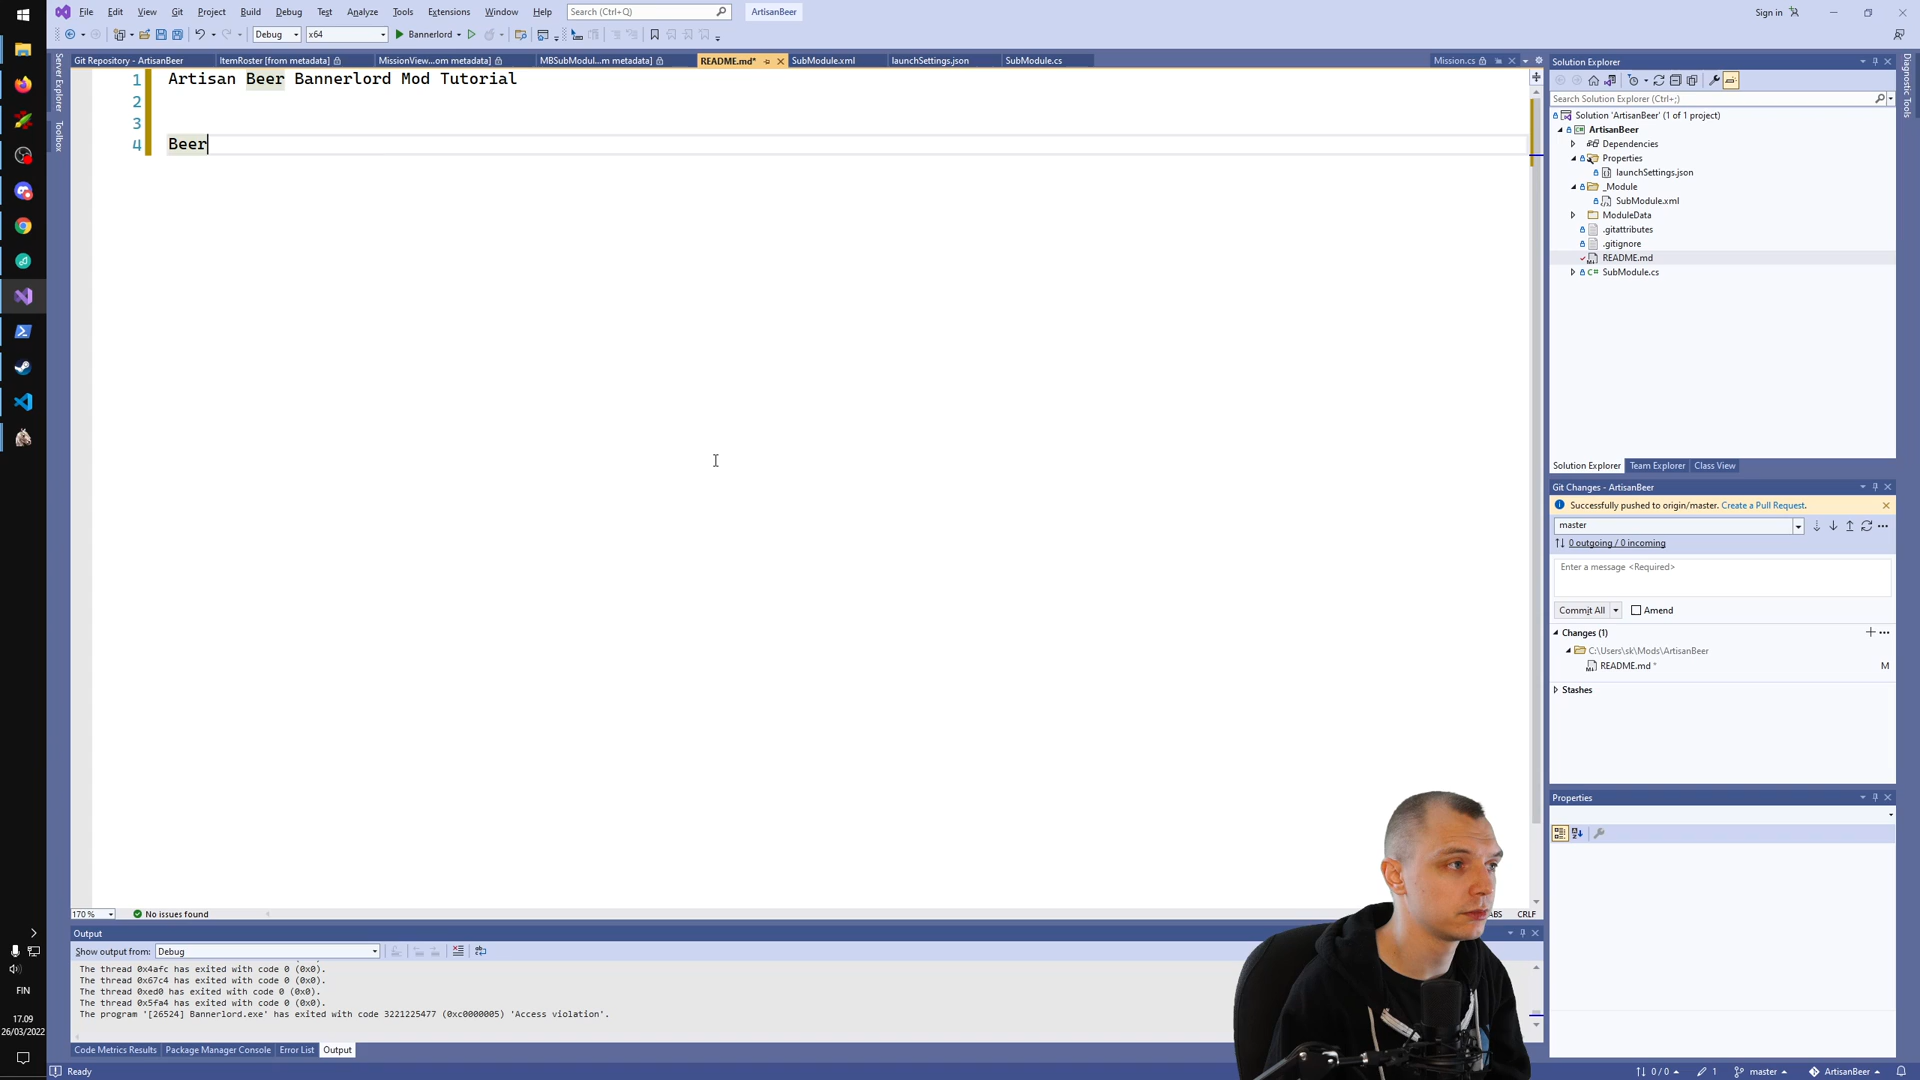 File Edit View Git Project Build Debug Test Analyze Tools Extensions Window Help Search (Ctrl+Q) ArtisanBeer Sign in
Debug x64 Bannerlord
Git Repository - ArtisanBeer ItemRoster [from metadata] MissionView...om metadata] MBSubModul...m metadata] README.md* SubModule.xml launchSettings.json SubModule.cs Mission.cs
Server Explorer
Toolbox
Diagnostic Tools
1 Artisan Beer Bannerlord Mod Tutorial
2
3
4 Beer
Solution Explorer
Search Solution Explorer (Ctrl+;)
Solution 'ArtisanBeer' (1 of 1 project)
ArtisanBeer
Dependencies
Properties
launchSettings.json
_Module
SubModule.xml
ModuleData
.gitattributes
.gitignore
README.md
SubModule.cs
Solution Explorer Team Explorer Class View
Git Changes - ArtisanBeer
Successfully pushed to origin/master. Create a Pull Request.
master
0 outgoing / 0 incoming
Enter a message <Required>
Commit All Amend
Changes (1)
C:\Users\sk\Mods\ArtisanBeer
README.md * M
Stashes
Properties
170 % No issues found ABS CRLF
Output
Show output from: Debug
The thread 0x4afc has exited with code 0 (0x0).
The thread 0x67c4 has exited with code 0 (0x0).
The thread 0xed0 has exited with code 0 (0x0).
The thread 0x5fa4 has exited with code 0 (0x0).
The program '[26524] Bannerlord.exe' has exited with code 3221225477 (0xc0000005) 'Access violation'.
Code Metrics Results Package Manager Console Error List Output
Ready 0 / 0 1 master ArtisanBeer
FIN
17.09
26/03/2022